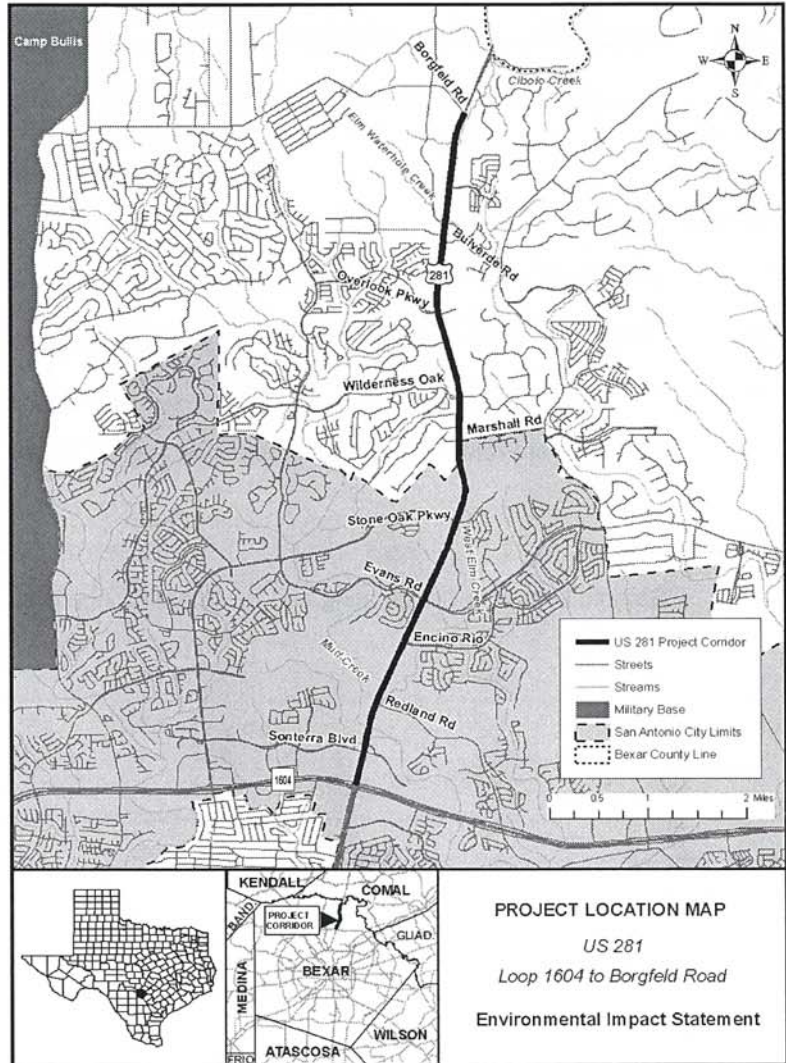 Camp Bullis
Borgfeld Rd
N
W
E
S
Cibolo Creek
Elm Waterhole Creek
Bulverde Rd
281
Overlook Pkwy
Wilderness Oak
Marshall Rd
Stone Oak Pkwy
West Elm Creek
Evans Rd
Encino Rio
Mud Creek
Redland Rd
Sonterra Blvd
1604
US 281 Project Corridor
Streets
Streams
Military Base
San Antonio City Limits
Bexar County Line
0 0.5 1 2 Miles
KENDALL
COMAL
BAND
PROJECT
CORRIDOR
GUAD
BEXAR
MEDINA
WILSON
ATASCOSA
FRIO
PROJECT LOCATION MAP
US 281
Loop 1604 to Borgfeld Road
Environmental Impact Statement